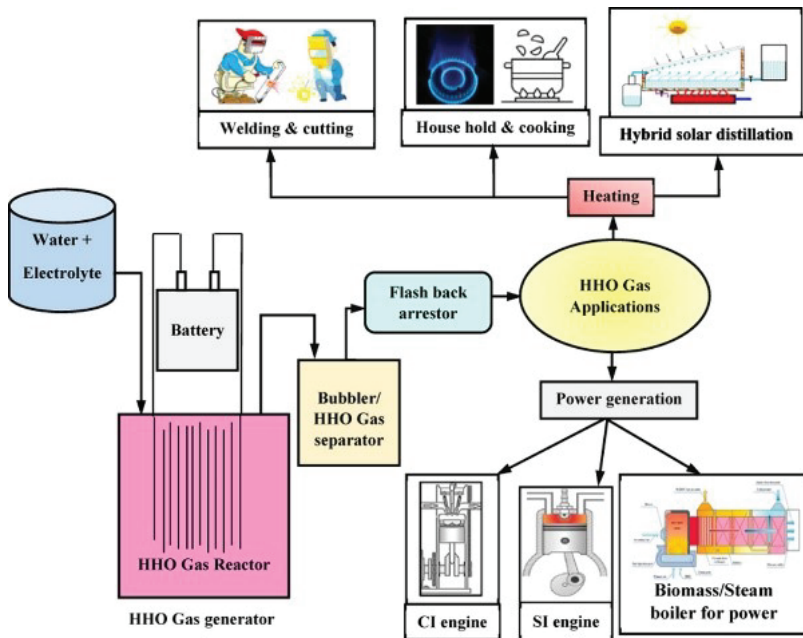 Welding & cutting
House hold & cooking
Hybrid solar distillation
Heating
Water +
Electrolyte
Battery
Flash back
arrestor
HHO Gas
Applications
Bubbler/
HHO Gas
separator
Power generation
HHO Gas Reactor
HHO Gas generator
CI engine
SI engine
Biomass/Steam
boiler for power